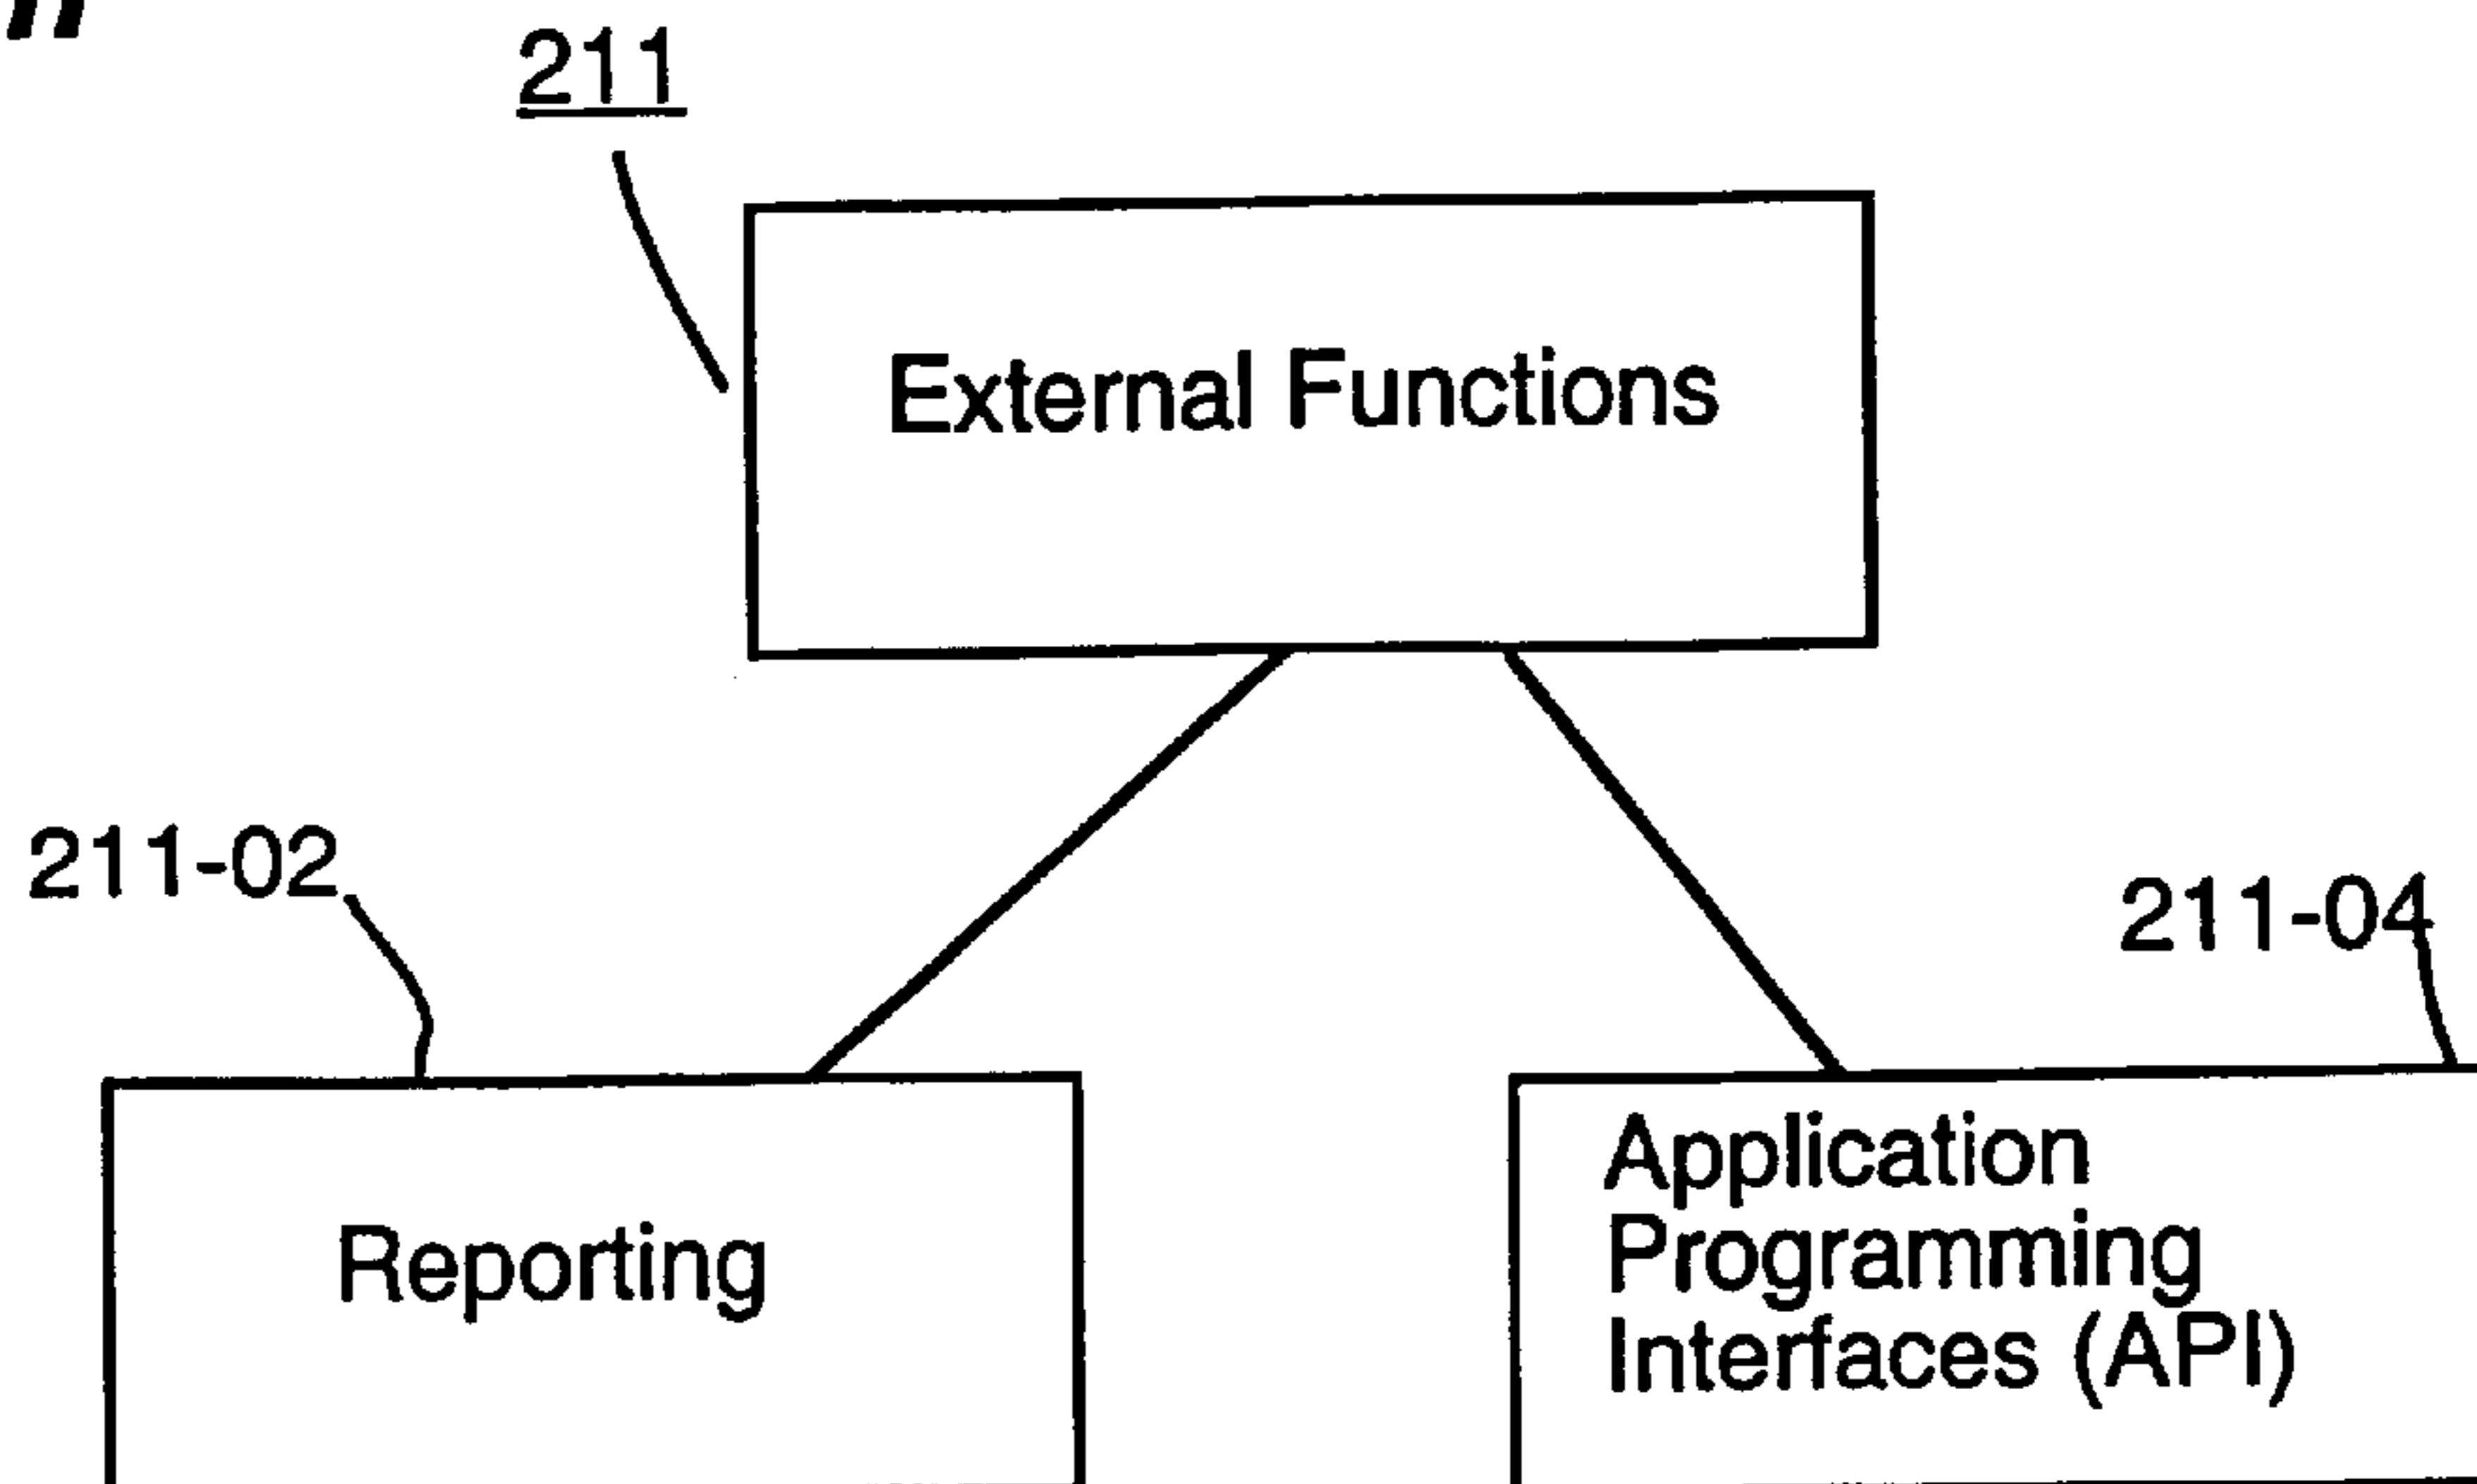 211
External Functions
211-02
211-04
Reporting
Application
Programming
Interfaces (API)